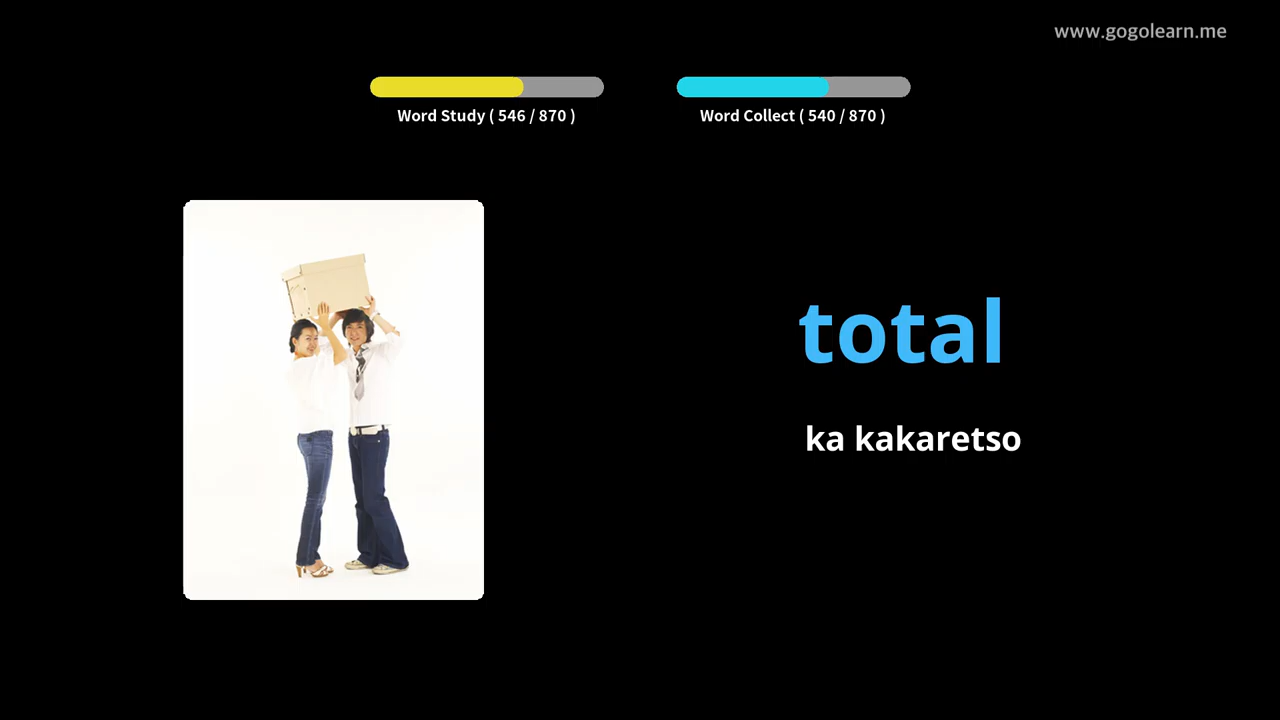 www.gogolearn.me
Word Study ( 546 / 870 )
Word Collect ( 540 / 870 )
total
ka kakaretso